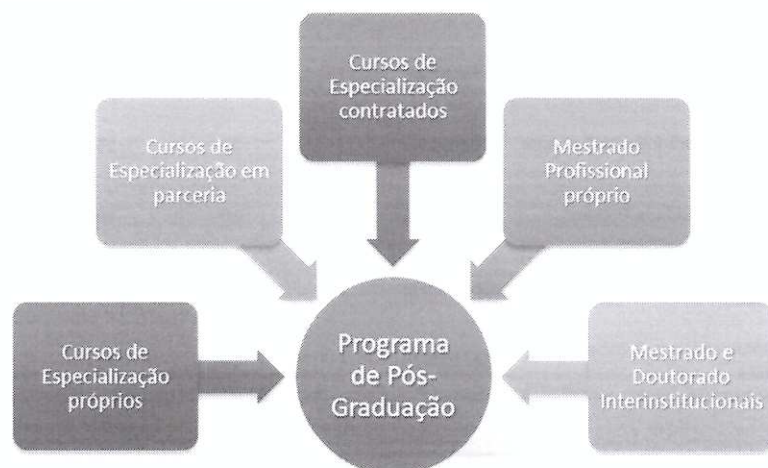 Cursos de
Especialização
contratados
Cursos de
Especialização em
parceria
Mestrado
Profissional
próprio
Cursos de
Especialização
próprios
Programa
de Pós-
Graduação
Mestrado e
Doutorado
Interinstitucionais